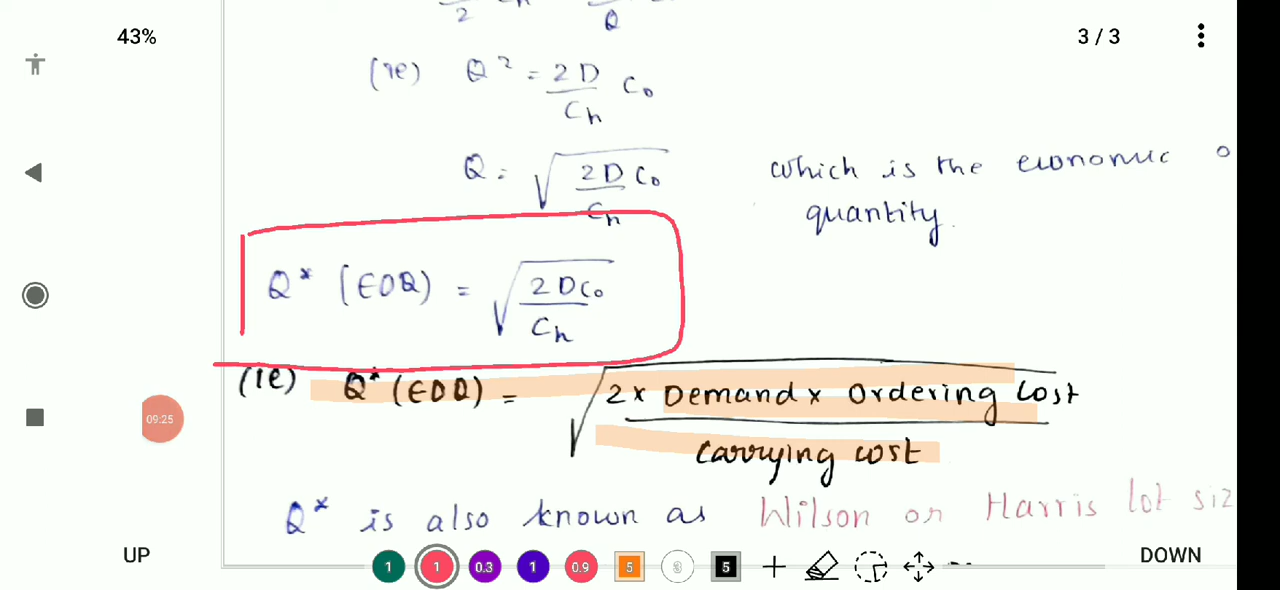 43%
3 / 3
2
Q
(ie) Q² = 2D/Ch Co
Q = √(2DCo/Ch) which is the economic o
quantity.
Q* (EOQ) = √(2DCo/Ch)
(ie) Q* (EOQ) = √(2 x Demand x Ordering Cost/Carrying cost)
09:25
Q* is also known as Wilson or Harris lot siz
UP
1 1 0.3 1 0.9 5 3 5
DOWN